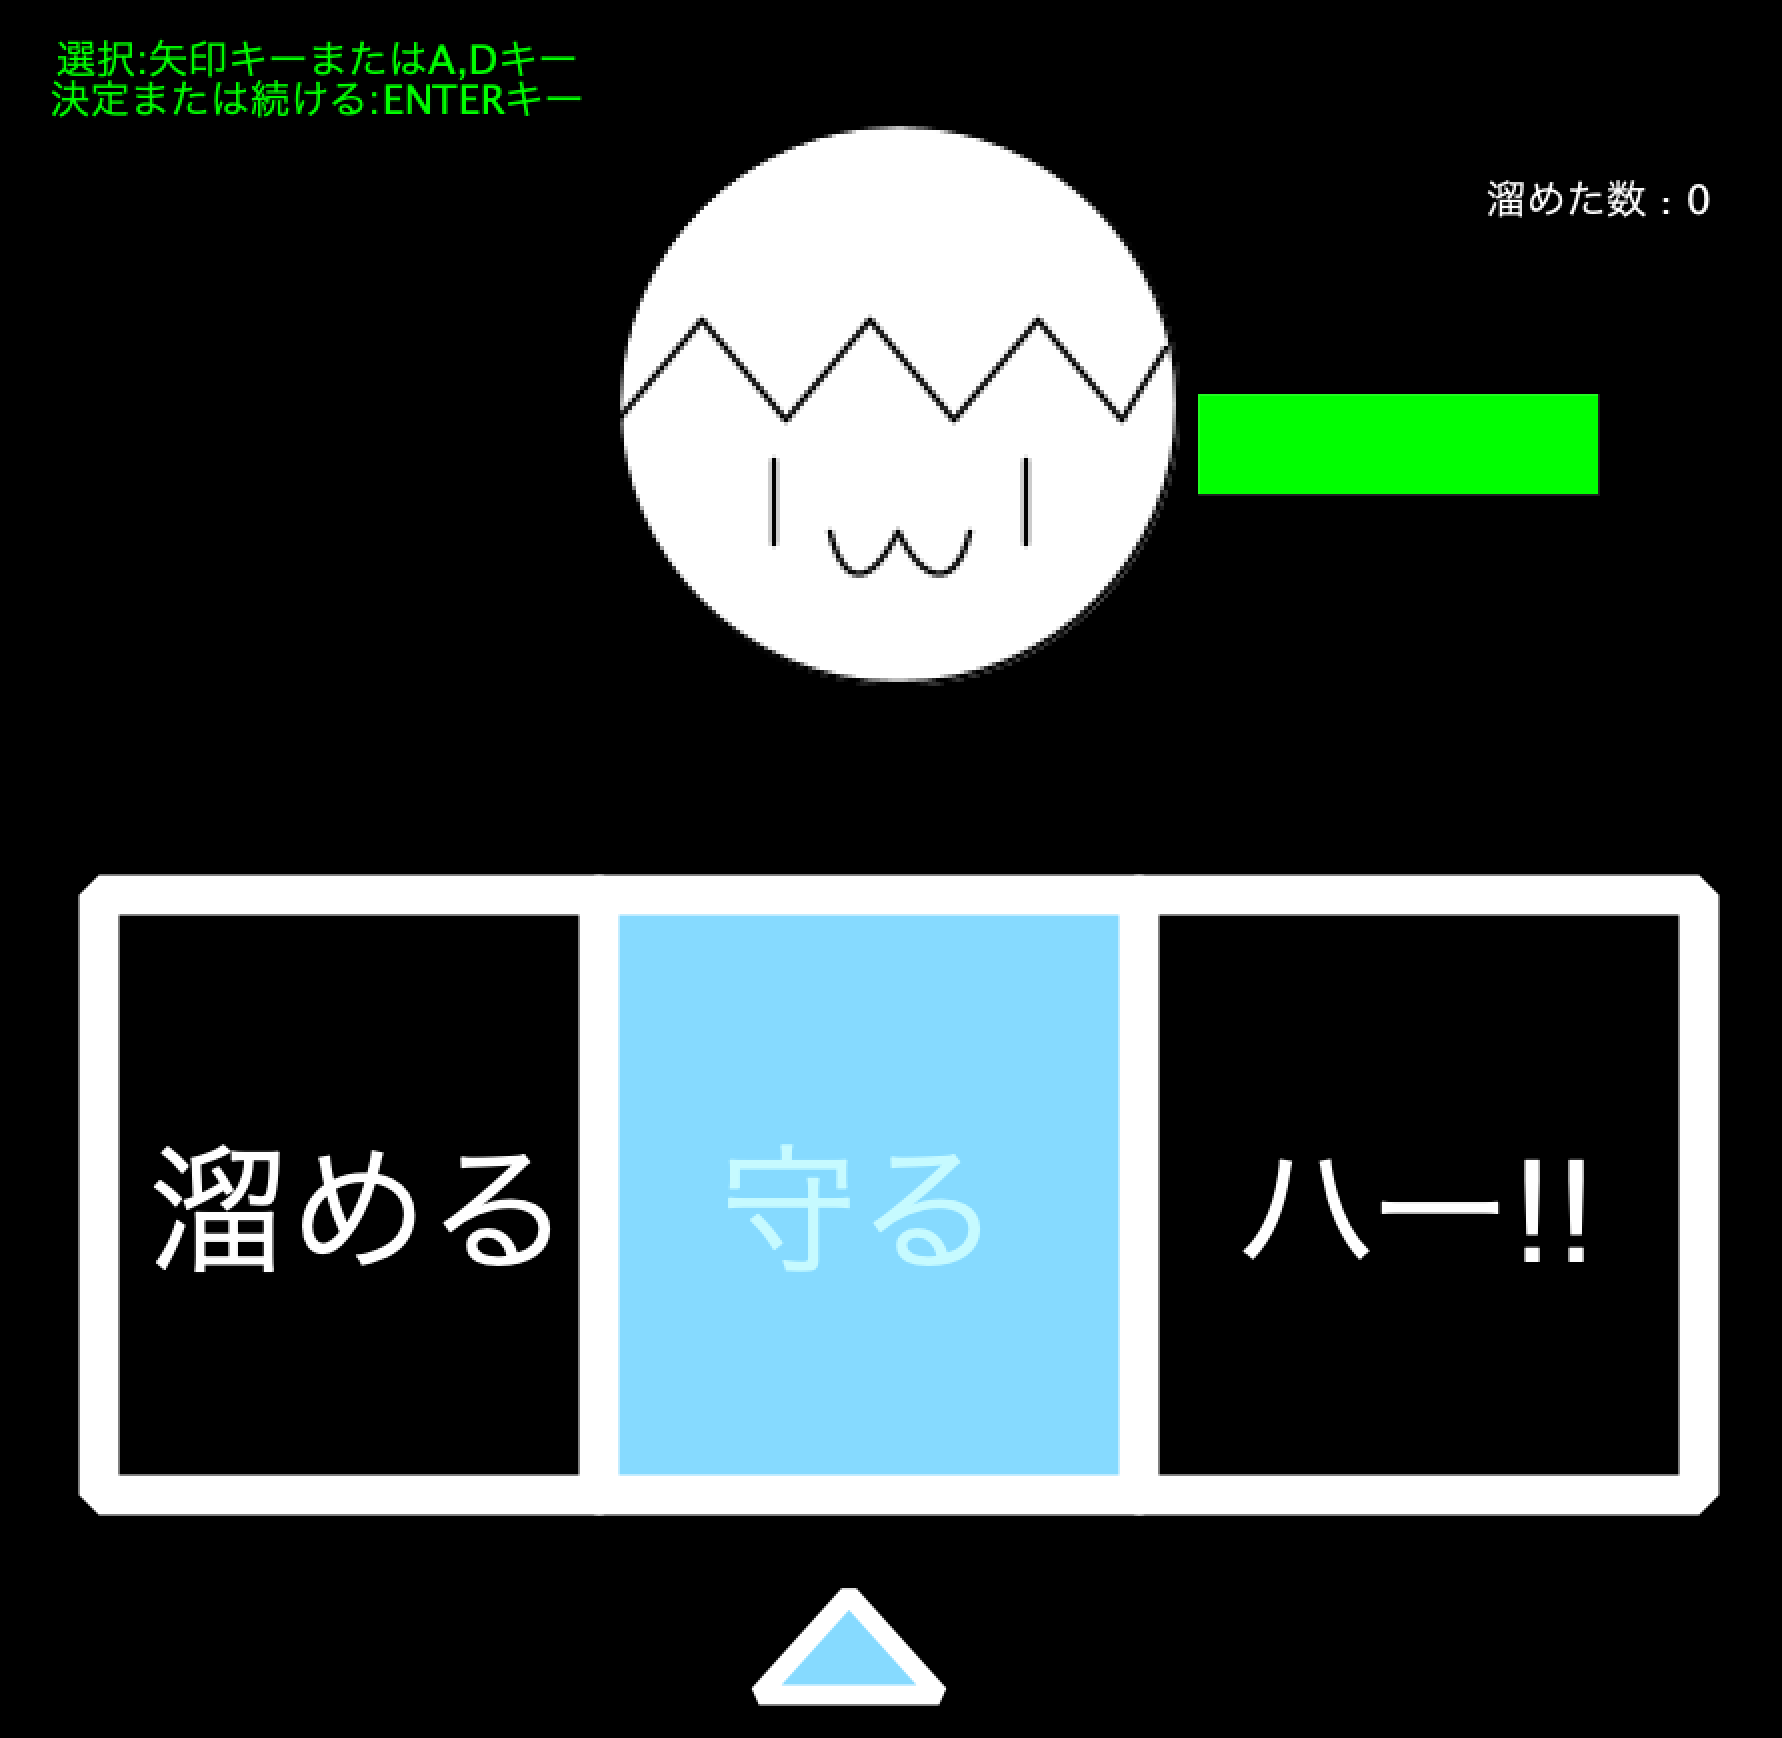 選択:矢印キーまたはA,Dキー
決定または続ける:ENTERキー
溜めた数：0
溜める
守る
ハー!!